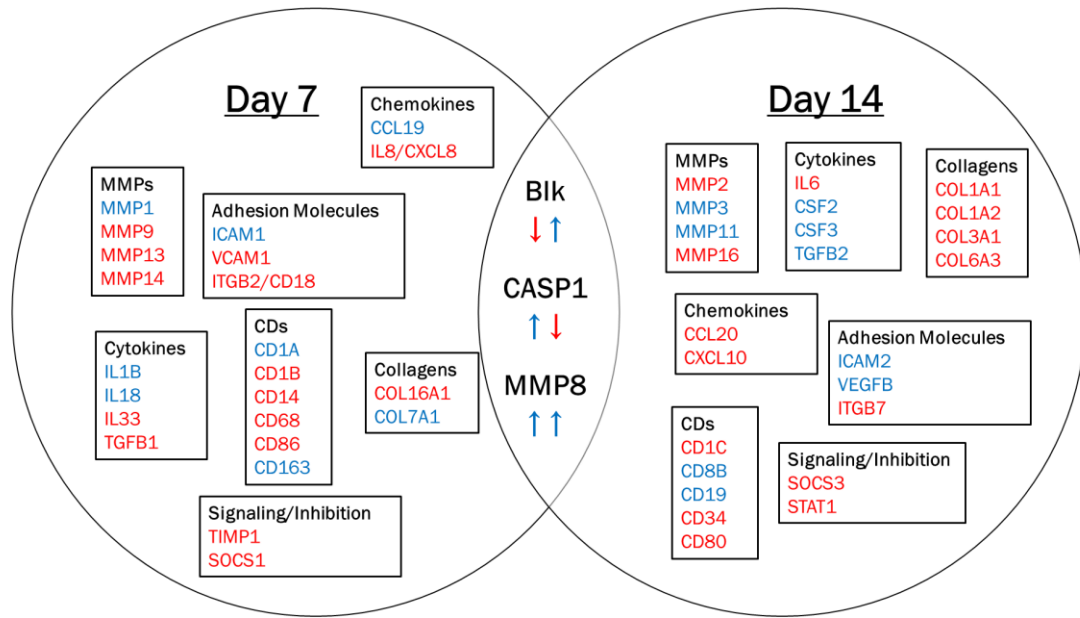 Day 7
Chemokines
CCL19
IL8/CXCL8
MMPs
MMP1
MMP9
MMP13
MMP14
Adhesion Molecules
ICAM1
VCAM1
ITGB2/CD18
Cytokines
IL1B
IL18
IL33
TGFB1
CDs
CD1A
CD1B
CD14
CD68
CD86
CD163
Collagens
COL16A1
COL7A1
Signaling/Inhibition
TIMP1
SOCS1
Blk
↓ ↑
CASP1
↑ ↓
MMP8
↑ ↑
Day 14
MMPs
MMP2
MMP3
MMP11
MMP16
Cytokines
IL6
CSF2
CSF3
TGFB2
Collagens
COL1A1
COL1A2
COL3A1
COL6A3
Chemokines
CCL20
CXCL10
Adhesion Molecules
ICAM2
VEGFB
ITGB7
CDs
CD1C
CD8B
CD19
CD34
CD80
Signaling/Inhibition
SOCS3
STAT1